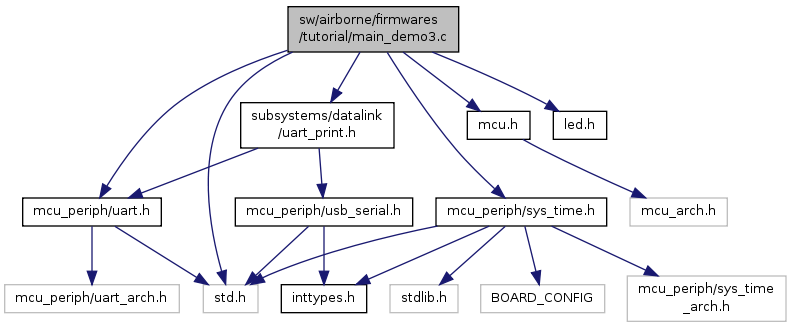 sw/airborne/firmwares
/tutorial/main_demo3.c
subsystems/datalink
/uart_print.h
mcu.h
led.h
mcu_periph/uart.h
mcu_periph/usb_serial.h
mcu_periph/sys_time.h
mcu_arch.h
mcu_periph/uart_arch.h
std.h
inttypes.h
stdlib.h
BOARD_CONFIG
mcu_periph/sys_time
_arch.h